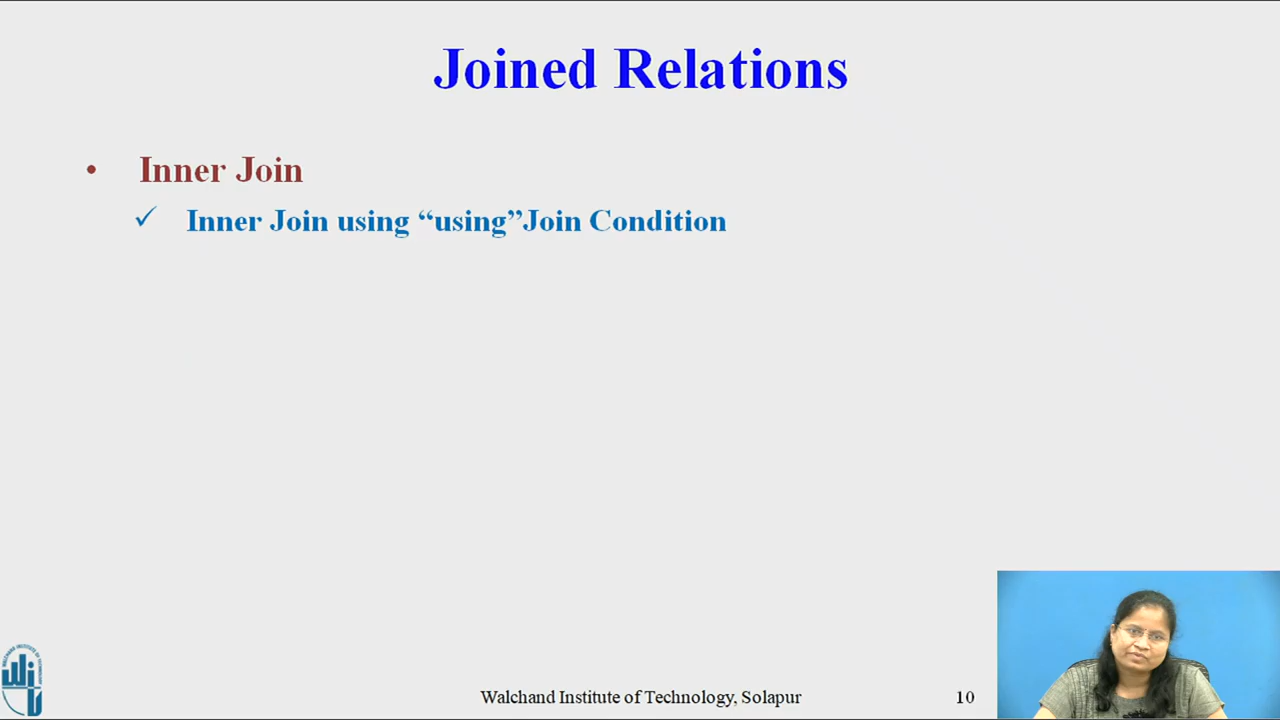 Joined Relations
• Inner Join
✓ Inner Join using “using”Join Condition
Walchand Institute of Technology, Solapur
10